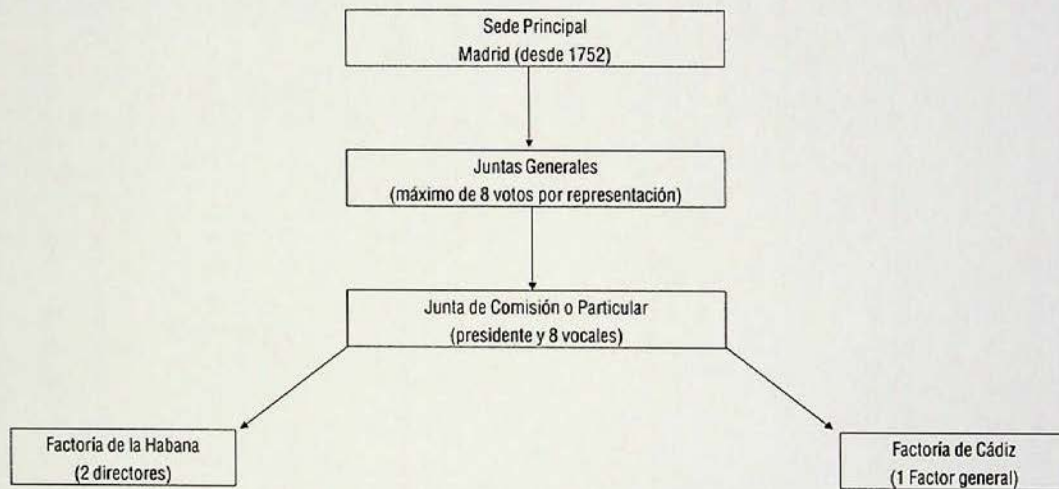 Sede Principal
Madrid (desde 1752)
Juntas Generales
(máximo de 8 votos por representación)
Junta de Comisión o Particular
(presidente y 8 vocales)
Factoría de la Habana
(2 directores)
Factoría de Cádiz
(1 Factor general)